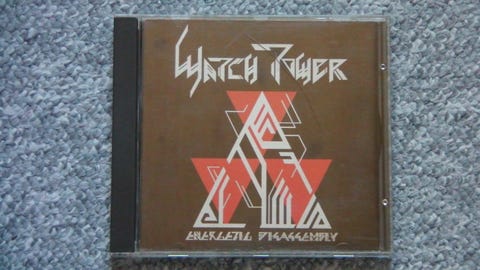 WATCH TOWER
ENERGETIC DISASSEMBLY